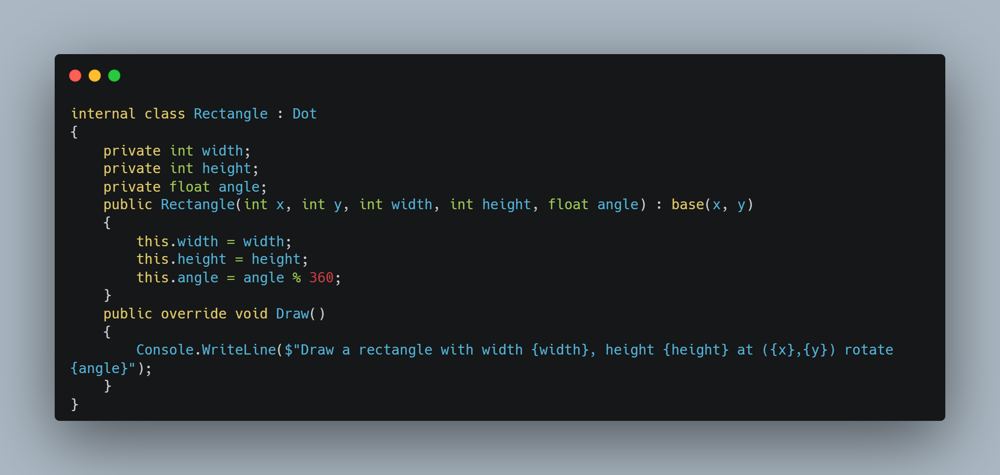 internal class Rectangle : Dot
{
    private int width;
    private int height;
    private float angle;
    public Rectangle(int x, int y, int width, int height, float angle) : base(x, y)
    {
        this.width = width;
        this.height = height;
        this.angle = angle % 360;
    }
    public override void Draw()
    {
        Console.WriteLine($"Draw a rectangle with width {width}, height {height} at ({x},{y}) rotate
{angle}");
    }
}